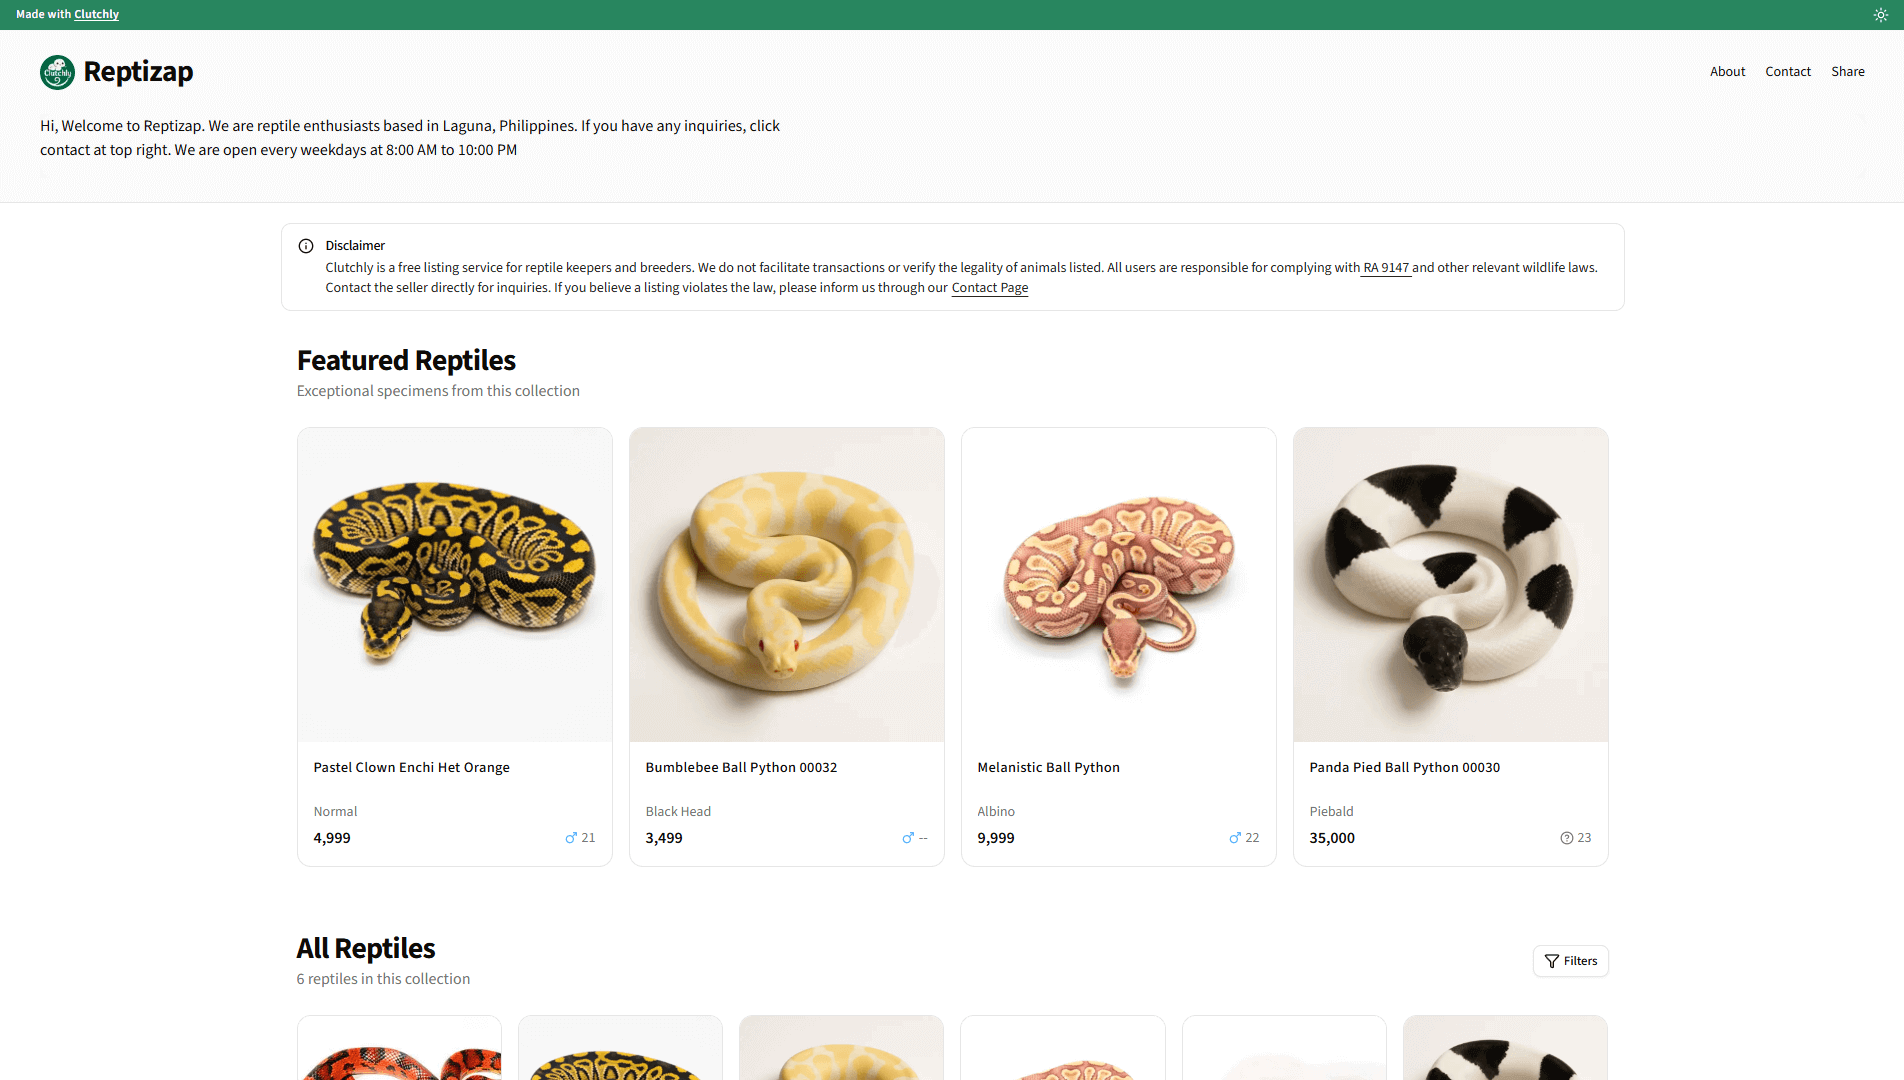 Made with Clutchly
Clutchly
Reptizap
About
Contact
Share
Hi, Welcome to Reptizap. We are reptile enthusiasts based in Laguna, Philippines. If you have any inquiries, click
contact at top right. We are open every weekdays at 8:00 AM to 10:00 PM
Disclaimer
Clutchly is a free listing service for reptile keepers and breeders. We do not facilitate transactions or verify the legality of animals listed. All users are responsible for complying with RA 9147 and other relevant wildlife laws.
Contact the seller directly for inquiries. If you believe a listing violates the law, please inform us through our Contact Page
Featured Reptiles
Exceptional specimens from this collection
Pastel Clown Enchi Het Orange
Normal
4,999
♂ 21
Bumblebee Ball Python 00032
Black Head
3,499
♂ --
Melanistic Ball Python
Albino
9,999
♂ 22
Panda Pied Ball Python 00030
Piebald
35,000
? 23
All Reptiles
6 reptiles in this collection
Filters